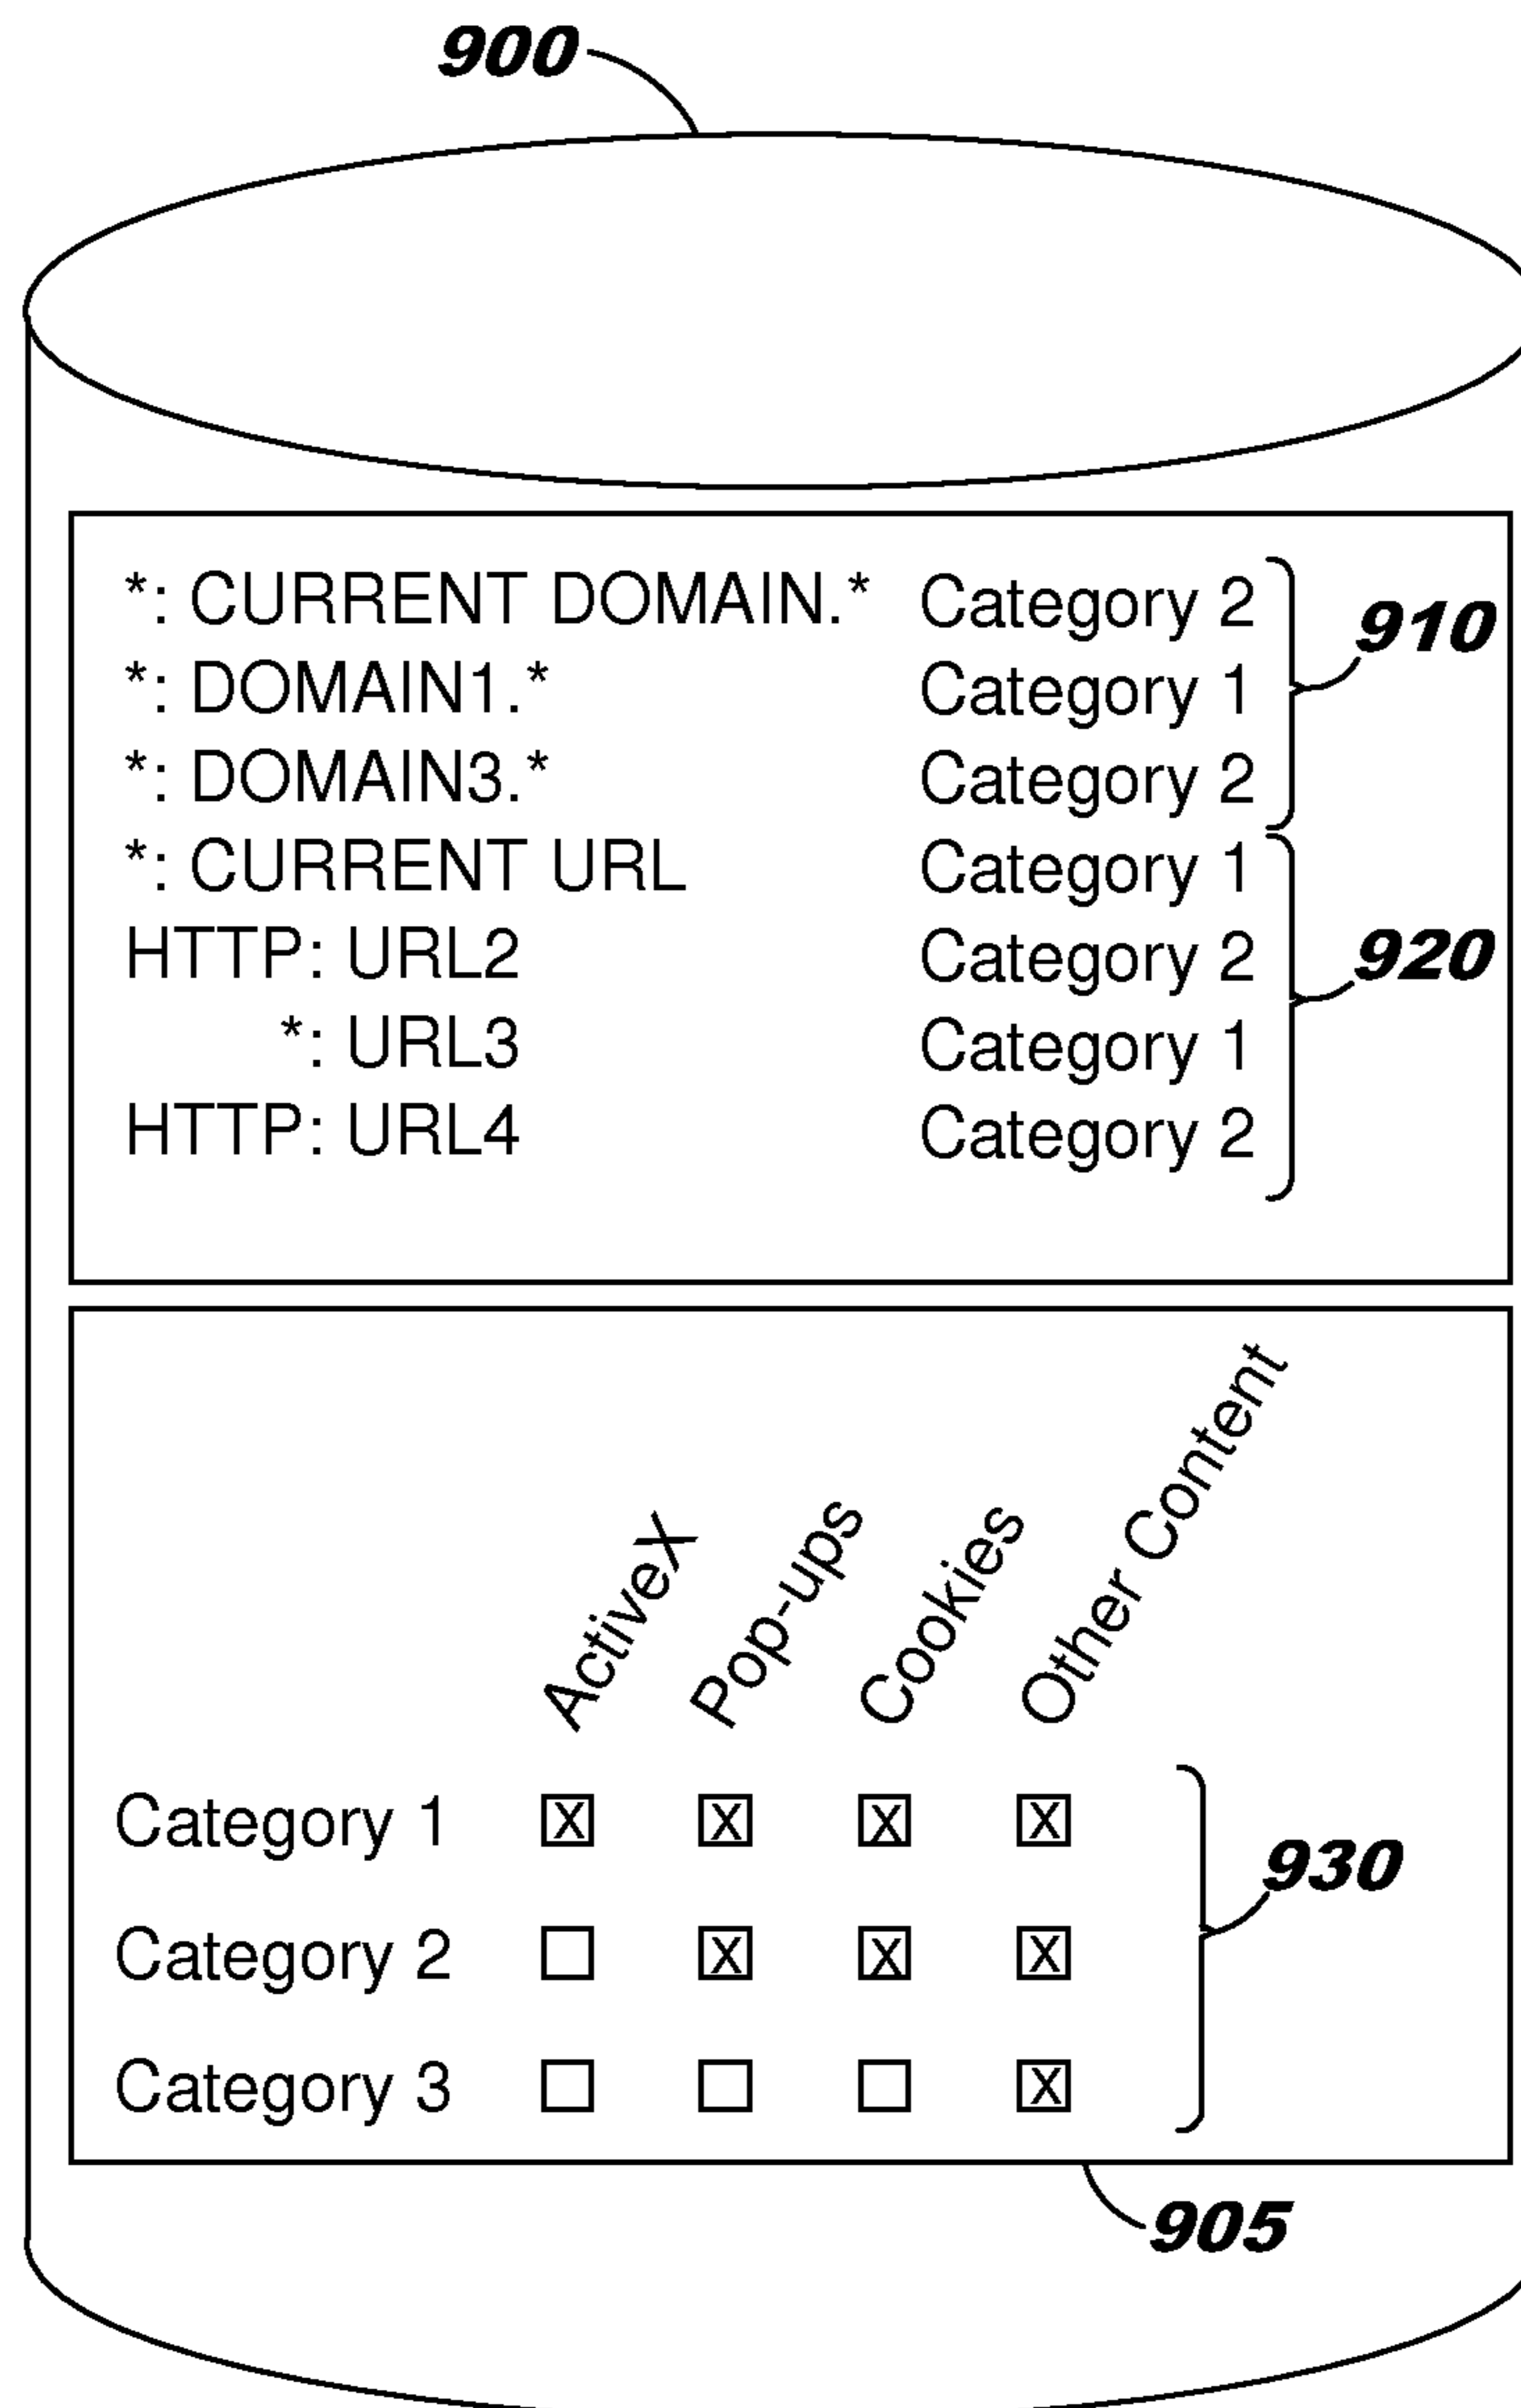 900
*: CURRENT DOMAIN.* Category 2
*: DOMAIN1.* Category 1
910
*: DOMAIN3.* Category 2
*: CURRENT URL Category 1
HTTP: URL2 Category 2
920
*: URL3 Category 1
HTTP: URL4 Category 2
ActiveX
Pop-ups
Cookies
Other Content
Category 1 X X X X
930
Category 2 X X X
Category 3 X
905